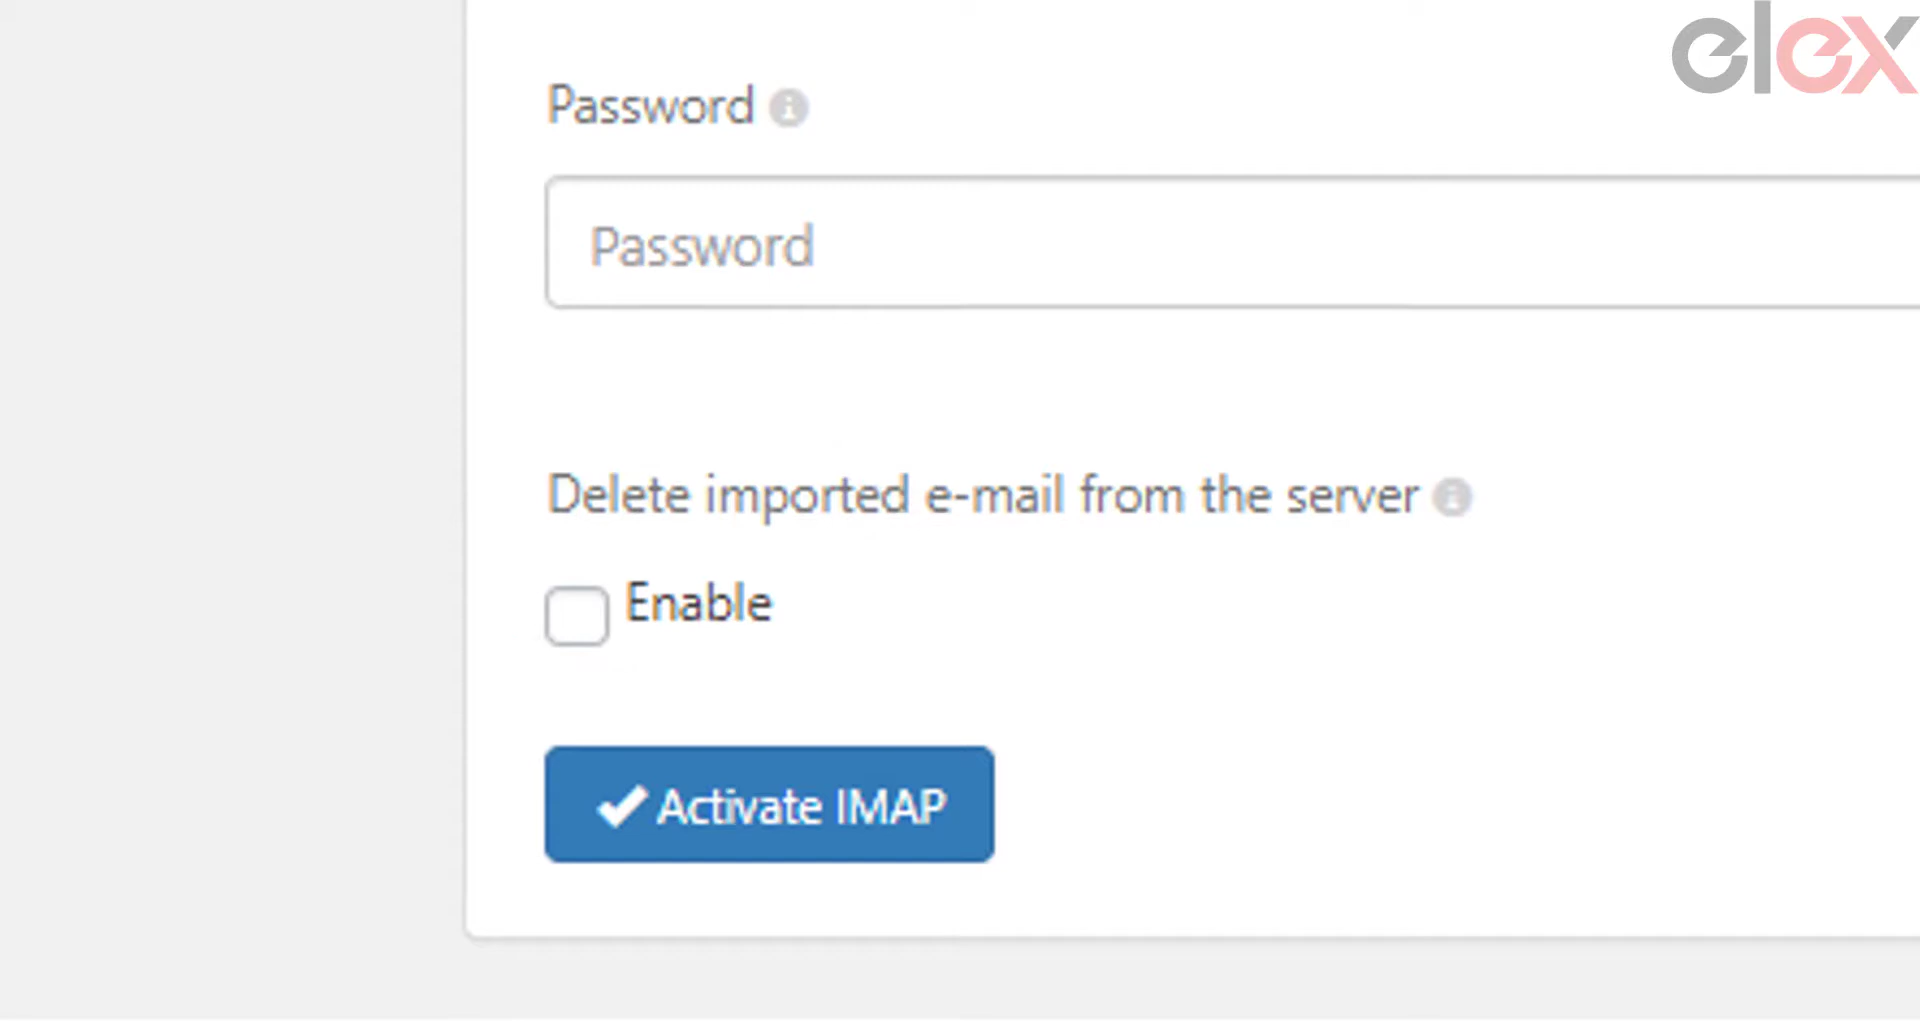 elex
Password
Password
Delete imported e-mail from the server
Enable
Activate IMAP